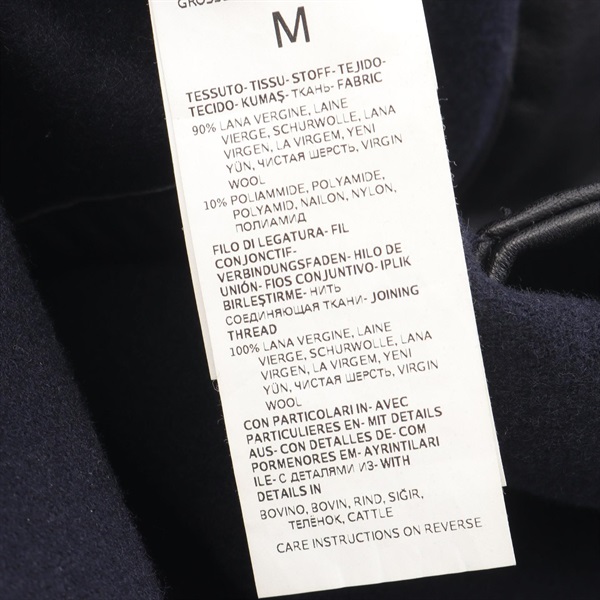 GRÖSSE
M
TESSUTO- TISSU- STOFF- TEJIDO-
TECIDO- KUMAŞ- ТКАНЬ- FABRIC
90% LANA VERGINE, LAINE
VIERGE, SCHURWOLLE, LANA
VIRGEN, LA VIRGEM, YENI
YÜN, ЧИСТАЯ ШЕРСТЬ, VIRGIN
WOOL
10% POLIAMMIDE, POLYAMIDE,
POLYAMID, NAILON, NYLON,
ПОЛИАМИД
FILO DI LEGATURA- FIL
CONJONCTIF-
VERBINDUNGSFADEN- HILO DE
UNIÓN- FIOS CONJUNTIVO- IPLIK
BIRLEŞTIRME- НИТЬ
СОЕДИНЯЮЩАЯ ТКАНИ- JOINING
THREAD
100% LANA VERGINE, LAINE
VIERGE, SCHURWOLLE, LANA
VIRGEN, LA VIRGEM, YENI
YÜN, ЧИСТАЯ ШЕРСТЬ, VIRGIN
WOOL
CON PARTICOLARI IN- AVEC
PARTICULIERES EN- MIT DETAILS
AUS- CON DETALLES DE- COM
PORMENORES EM- AYRINTILARI
ILE- С ДЕТАЛЯМИ ИЗ- WITH
DETAILS IN
BOVINO, BOVIN, RIND, SIĞIR,
ТЕЛЁНОК, CATTLE
CARE INSTRUCTIONS ON REVERSE